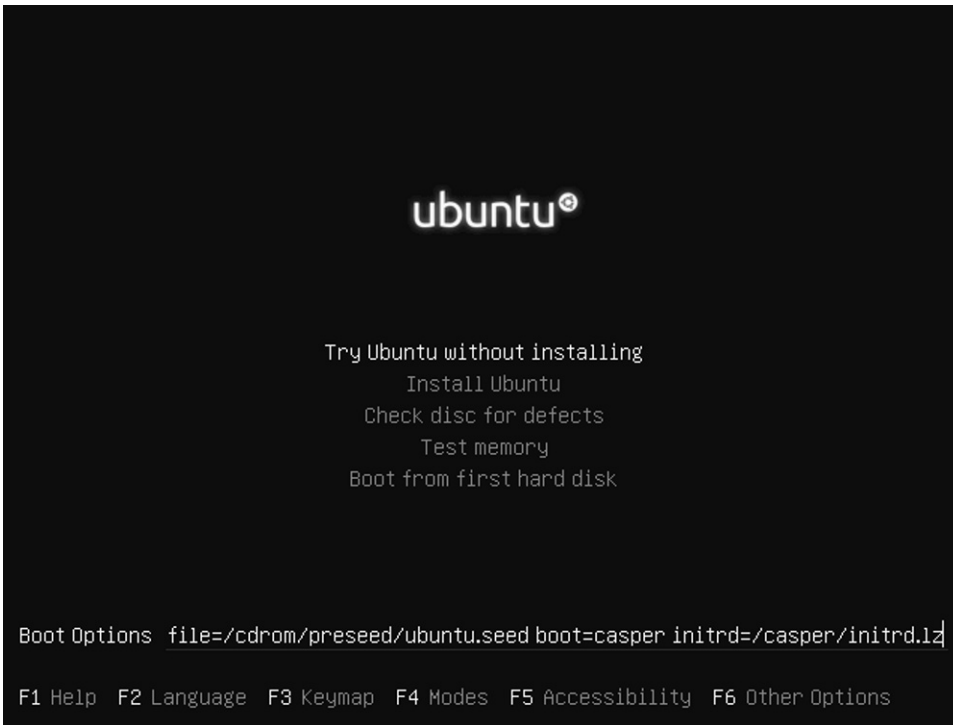 ubuntu
Try Ubuntu without installing
Install Ubuntu
Check disc for defects
Test memory
Boot from first hard disk
Boot Options file=/cdrom/preseed/ubuntu.seed boot=casper initrd=/casper/initrd.lz
F1 Help F2 Language F3 Keymap F4 Modes F5 Accessibility F6 Other Options